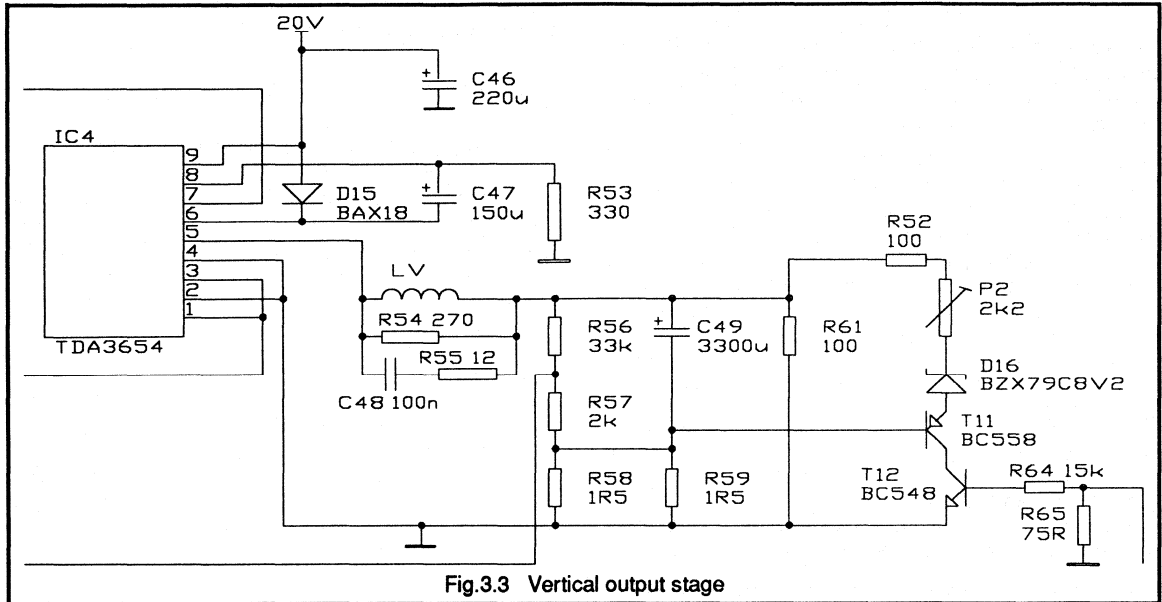 20V
+ C46
220u
IC4
9
8
7
6
5
4
3
2
1
TDA3654
D15
BAX18
+ C47
150u
R53
330
R52
100
P2
2k2
LV
R54 270
R55 12
C48 100n
R56
33k
+ C49
3300u
R61
100
D16
BZX79C8V2
R57
2k
T11
BC558
R58
1R5
R59
1R5
T12
BC548
R64 15k
R65
75R
Fig.3.3 Vertical output stage